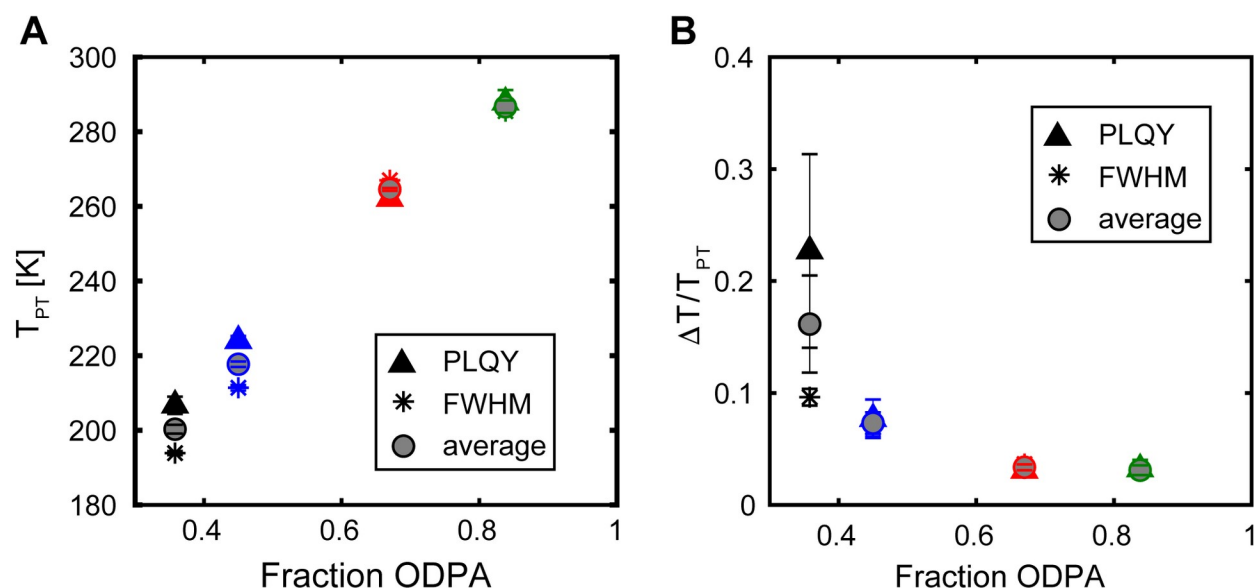 A
300
280
260
240
220
200
180
T_PT [K]
0.4
0.6
0.8
1
Fraction ODPA
PLQY
FWHM
average
B
0.4
0.3
0.2
0.1
0
ΔT/T_PT
0.4
0.6
0.8
1
Fraction ODPA
PLQY
FWHM
average